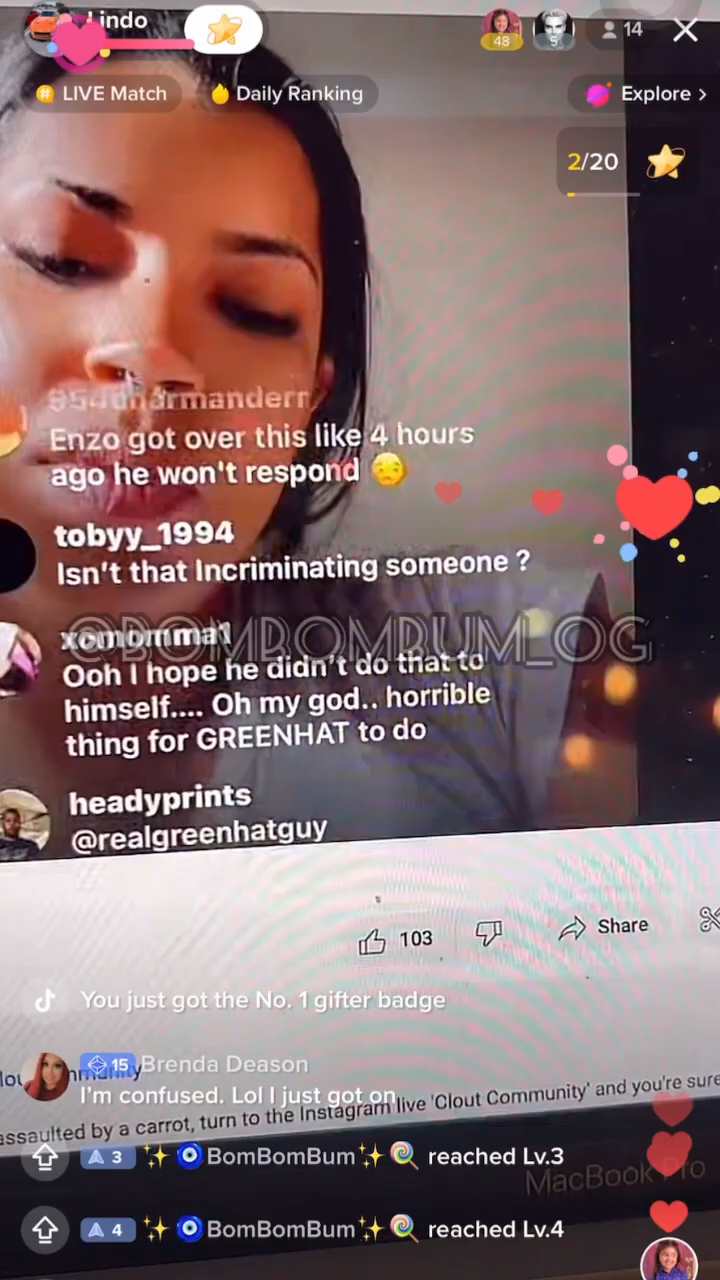 Lindo
48
5
14
LIVE Match
Daily Ranking
Explore >
2/20
Enzo got over this like 4 hours
ago he won't respond
tobyy_1994
Isn't that Incriminating someone ?
@BOMBOMBUM_OG
xomomma1
Ooh I hope he didn't do that to
himself.... Oh my god.. horrible
thing for GREENHAT to do
headyprints
@realgreenhatguy
103
Share
You just got the No. 1 gifter badge
15 Brenda Deason
I'm confused. Lol I just got on
assaulted by a carrot, turn to the Instagram live 'Clout Community' and you're sure
3 BomBomBum reached Lv.3
MacBook Pro
4 BomBomBum reached Lv.4